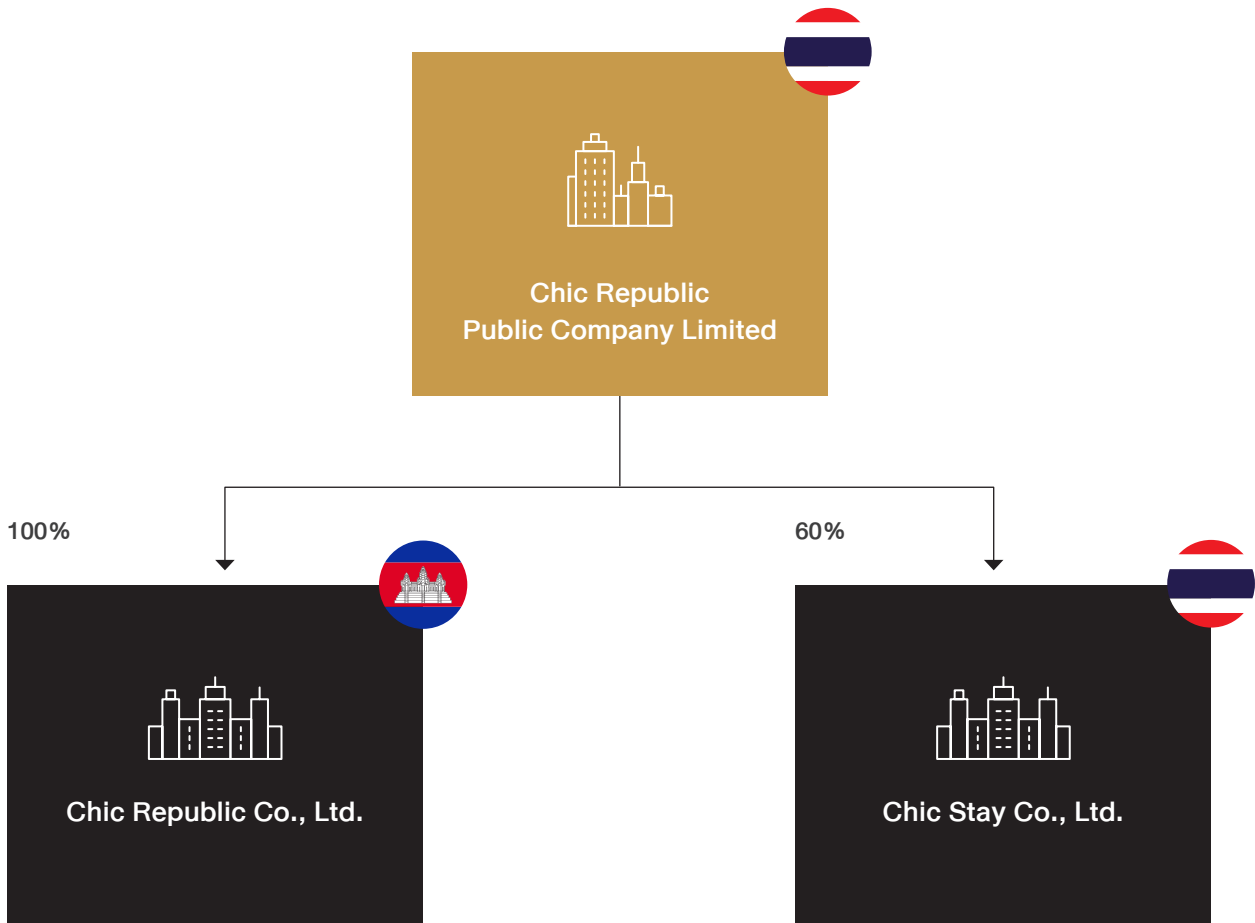 Chic Republic
Public Company Limited
100%
60%
Chic Republic Co., Ltd.
Chic Stay Co., Ltd.